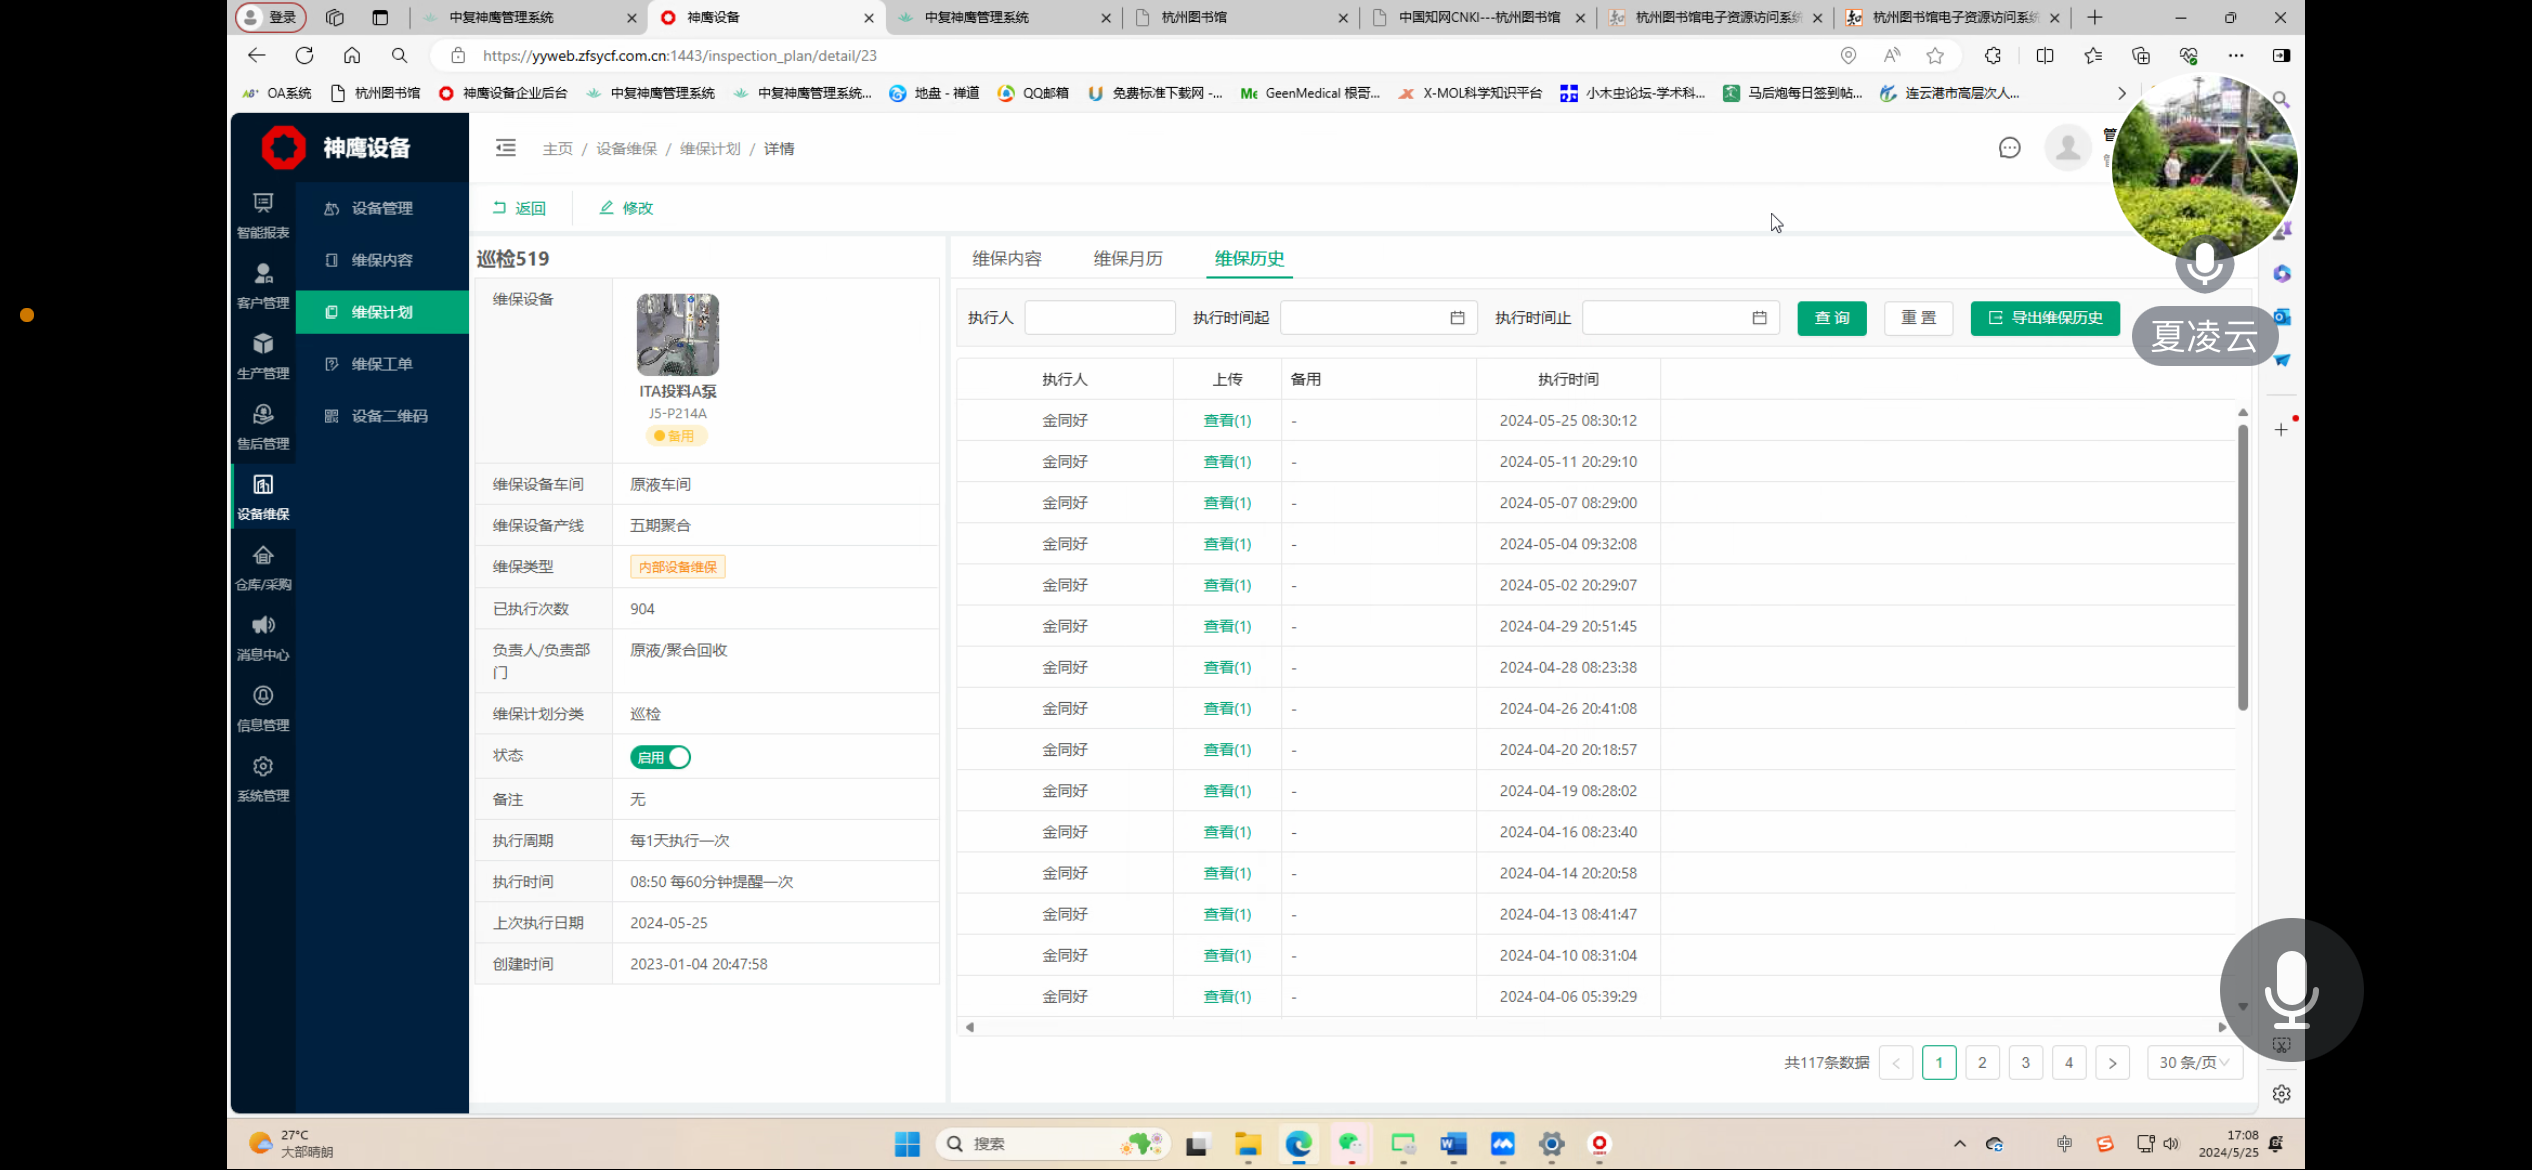 登录
中复神鹰管理系统
神鹰设备
中复神鹰管理系统
杭州图书馆
中国知网CNKI---杭州图书馆
杭州图书馆电子资源访问系统
杭州图书馆电子资源访问系统
https://yyweb.zfsycf.com.cn:1443/inspection_plan/detail/23
OA系统
杭州图书馆
神鹰设备企业后台
中复神鹰管理系统
中复神鹰管理系统...
地盘 - 禅道
QQ邮箱
免费标准下载网 -...
GeenMedical 根哥...
X-MOL科学知识平台
小木虫论坛-学术科...
马后炮每日签到帖...
连云港市高层次人...
神鹰设备
主页 / 设备维保 / 维保计划 / 详情
管
智能报表
客户管理
生产管理
售后管理
设备维保
仓库/采购
消息中心
信息管理
系统管理
设备管理
维保内容
维保计划
维保工单
设备二维码
返回
修改
巡检519
维保设备
ITA投料A泵
J5-P214A
备用
维保设备车间 原液车间
维保设备产线 五期聚合
维保类型 内部设备维保
已执行次数 904
负责人/负责部门 原液/聚合回收
维保计划分类 巡检
状态 启用
备注 无
执行周期 每1天执行一次
执行时间 08:50 每60分钟提醒一次
上次执行日期 2024-05-25
创建时间 2023-01-04 20:47:58
维保内容 维保月历 维保历史
执行人 执行时间起 执行时间止 查询 重置 导出维保历史
夏凌云
执行人 上传 备用 执行时间
金同好 查看(1) - 2024-05-25 08:30:12
金同好 查看(1) - 2024-05-11 20:29:10
金同好 查看(1) - 2024-05-07 08:29:00
金同好 查看(1) - 2024-05-04 09:32:08
金同好 查看(1) - 2024-05-02 20:29:07
金同好 查看(1) - 2024-04-29 20:51:45
金同好 查看(1) - 2024-04-28 08:23:38
金同好 查看(1) - 2024-04-26 20:41:08
金同好 查看(1) - 2024-04-20 20:18:57
金同好 查看(1) - 2024-04-19 08:28:02
金同好 查看(1) - 2024-04-16 08:23:40
金同好 查看(1) - 2024-04-14 20:20:58
金同好 查看(1) - 2024-04-13 08:41:47
金同好 查看(1) - 2024-04-10 08:31:04
金同好 查看(1) - 2024-04-06 05:39:29
共117条数据 < 1 2 3 4 > 30 条/页
27°C
大部晴朗
搜索
中
17:08
2024/5/25